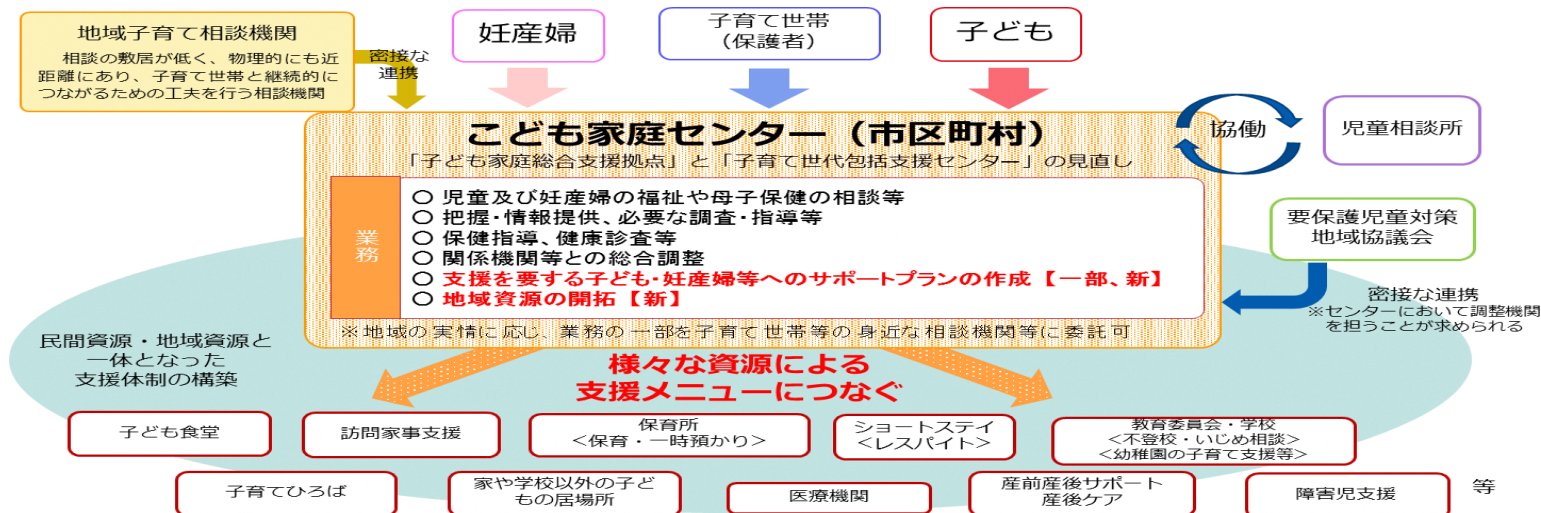 地域子育て相談機関
相談の敷居が低く、物理的にも近
距離にあり、子育て世帯と継続的に
つながるための工夫を行う相談機関
密接な
連携
妊産婦
子育て世帯
(保護者)
子ども
こども家庭センター（市区町村）
「子ども家庭総合支援拠点」と「子育て世代包括支援センター」の見直し
協働
児童相談所
業務
○ 児童及び妊産婦の福祉や母子保健の相談等
○ 把握・情報提供、必要な調査・指導等
○ 保健指導、健康診査等
○ 関係機関等との総合調整
○ 支援を要する子ども・妊産婦等へのサポートプランの作成【一部、新】
○ 地域資源の開拓【新】
※地域の実情に応じ、業務の一部を子育て世帯等の身近な相談機関等に委託可
要保護児童対策
地域協議会
密接な連携
※センターにおいて調整機関
を担うことが求められる
民間資源・地域資源と
一体となった
支援体制の構築
様々な資源による
支援メニューにつなぐ
子ども食堂
訪問家事支援
保育所
＜保育・一時預かり＞
ショートステイ
＜レスパイト＞
教育委員会・学校
＜不登校・いじめ相談＞
＜幼稚園の子育て支援等＞
子育てひろば
家や学校以外の子ど
もの居場所
医療機関
産前産後サポート
産後ケア
障害児支援
等